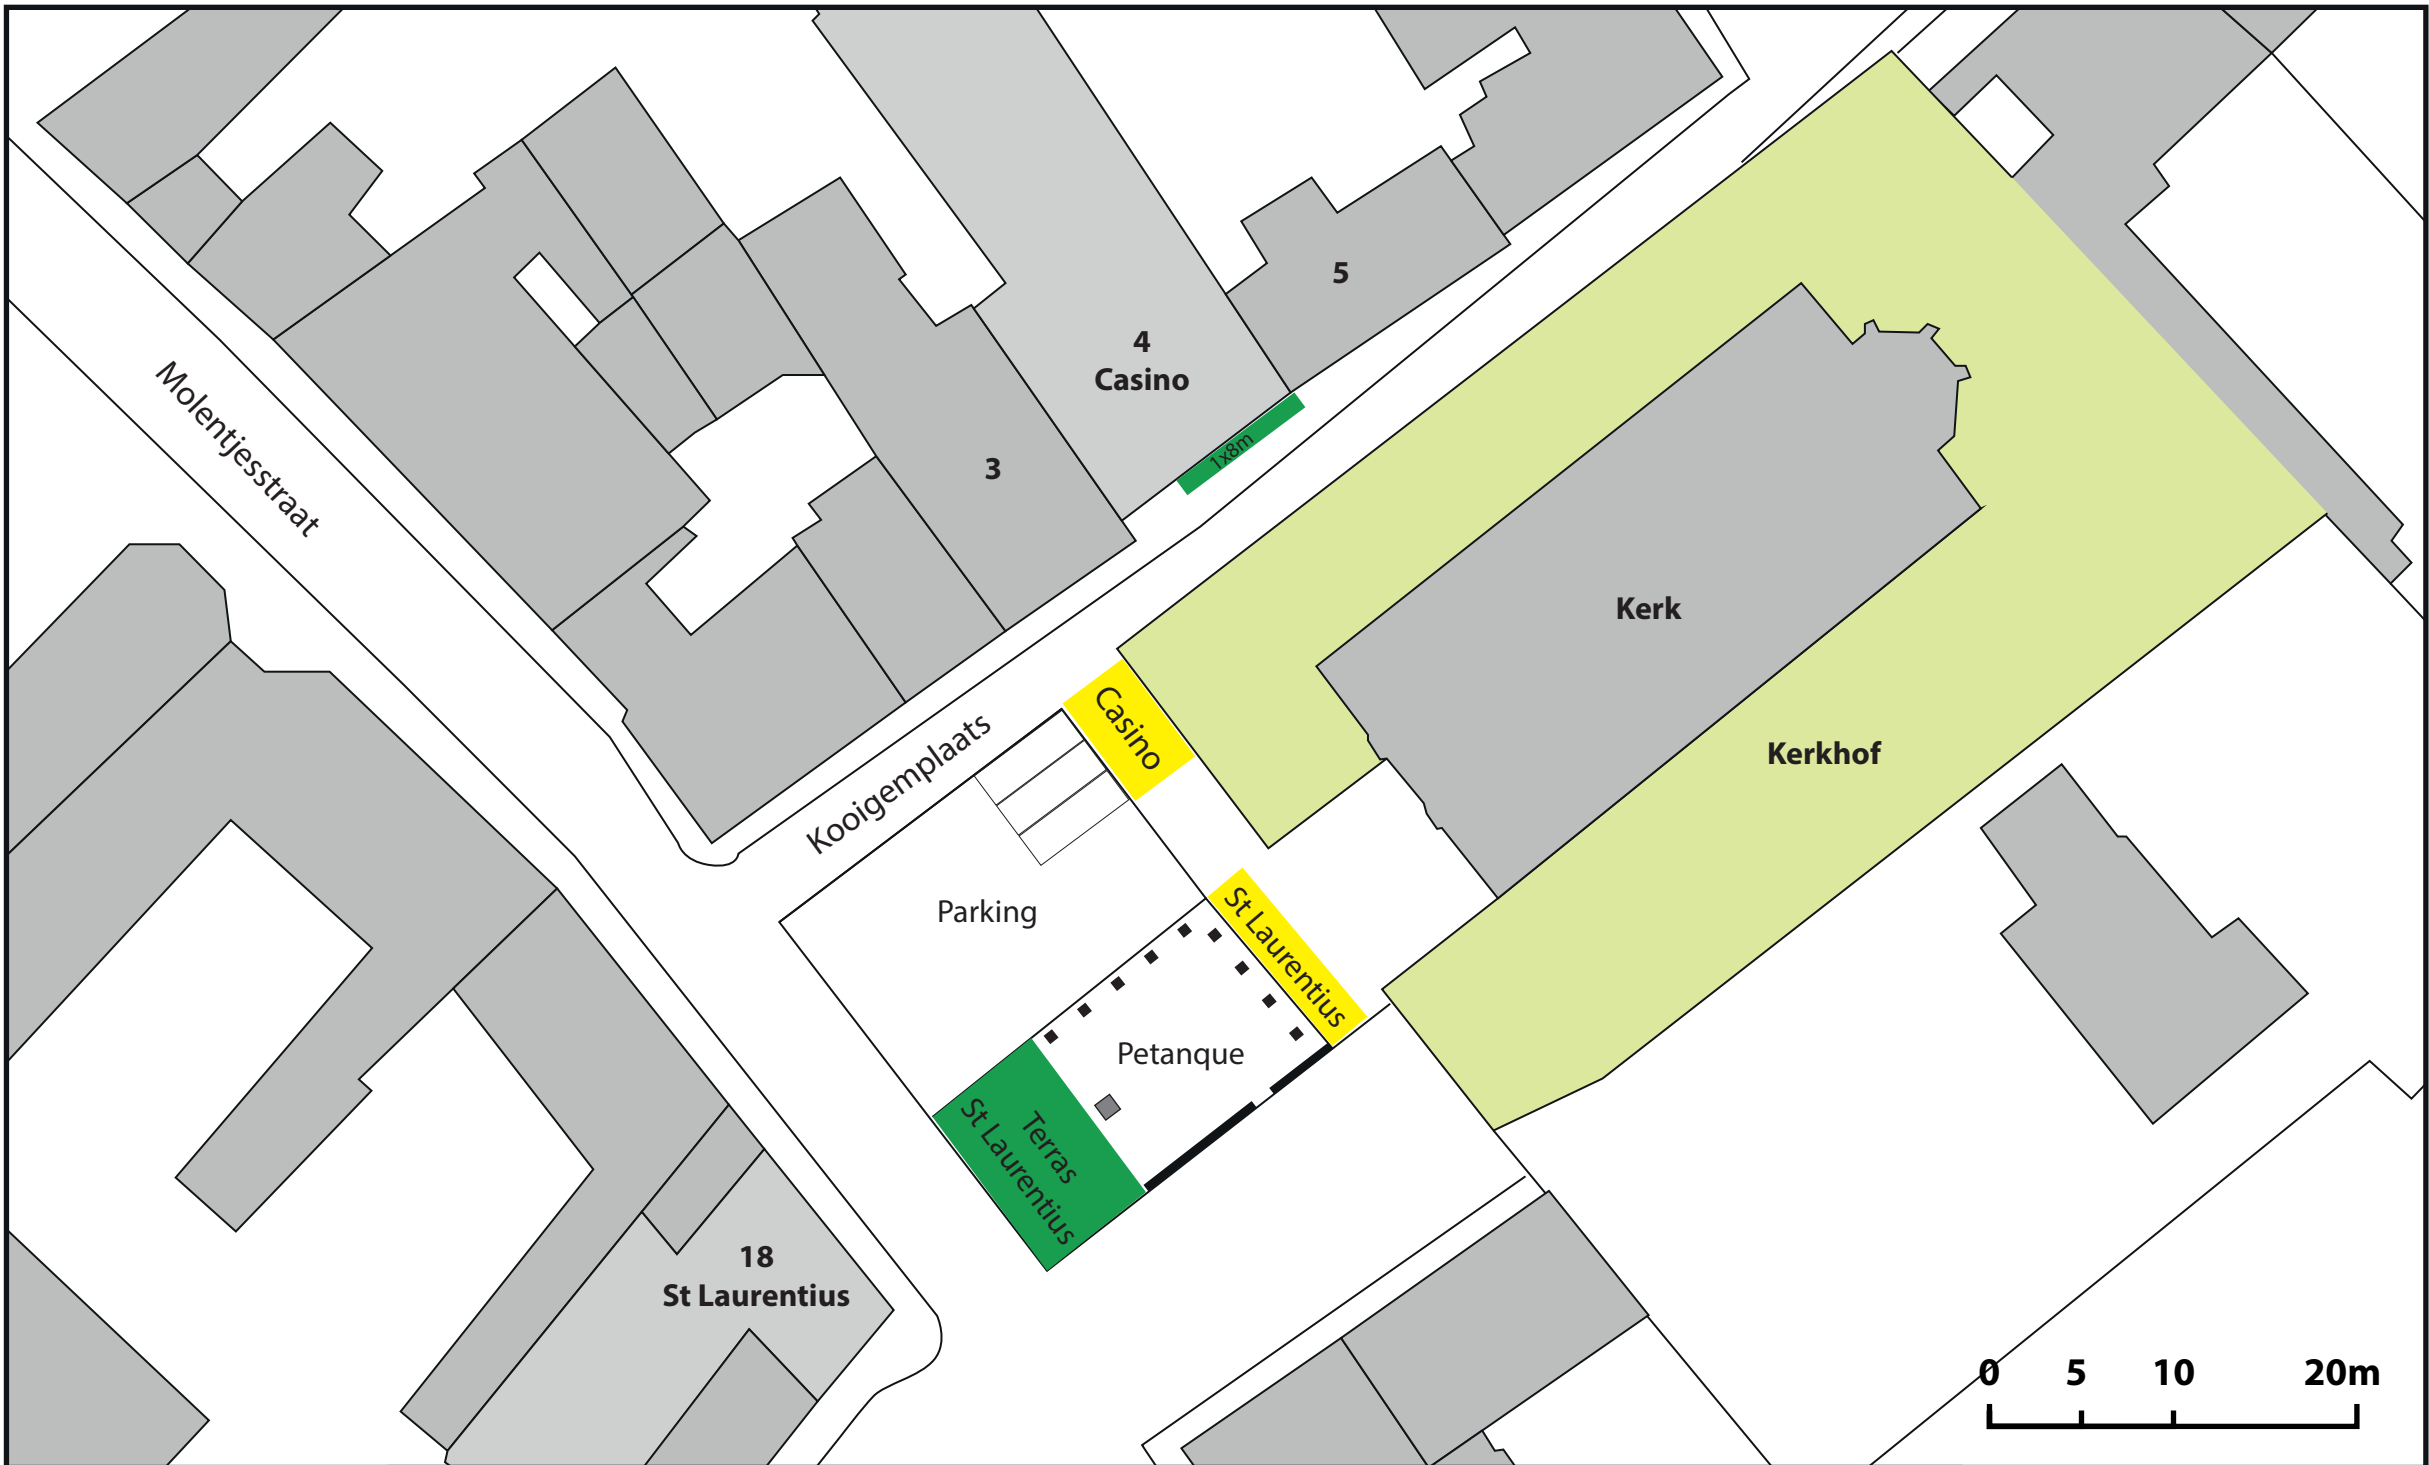 5
4
Casino
1x8m
3
Molentjesstraat
Kerk
Casino
Kerkhof
Kooigemplaats
Parking
St Laurentius
Petanque
Terras
St Laurentius
18
St Laurentius
0 5 10 20m